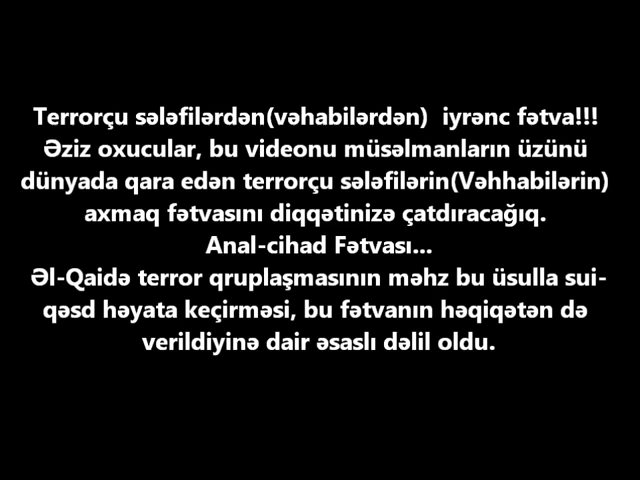 Terrorçu sələfilərdən(vəhabilərdən)  iyrənc fətva!!!
Əziz oxucular, bu videonu müsəlmanların üzünü
dünyada qara edən terrorçu sələfilərin(Vəhhabilərin)
axmaq fətvasını diqqətinizə çatdıracağıq.
Anal-cihad Fətvası...
Əl-Qaidə terror qruplaşmasının məhz bu üsulla sui-
qəsd həyata keçirməsi, bu fətvanın həqiqətən də
verildiyinə dair əsaslı dəlil oldu.